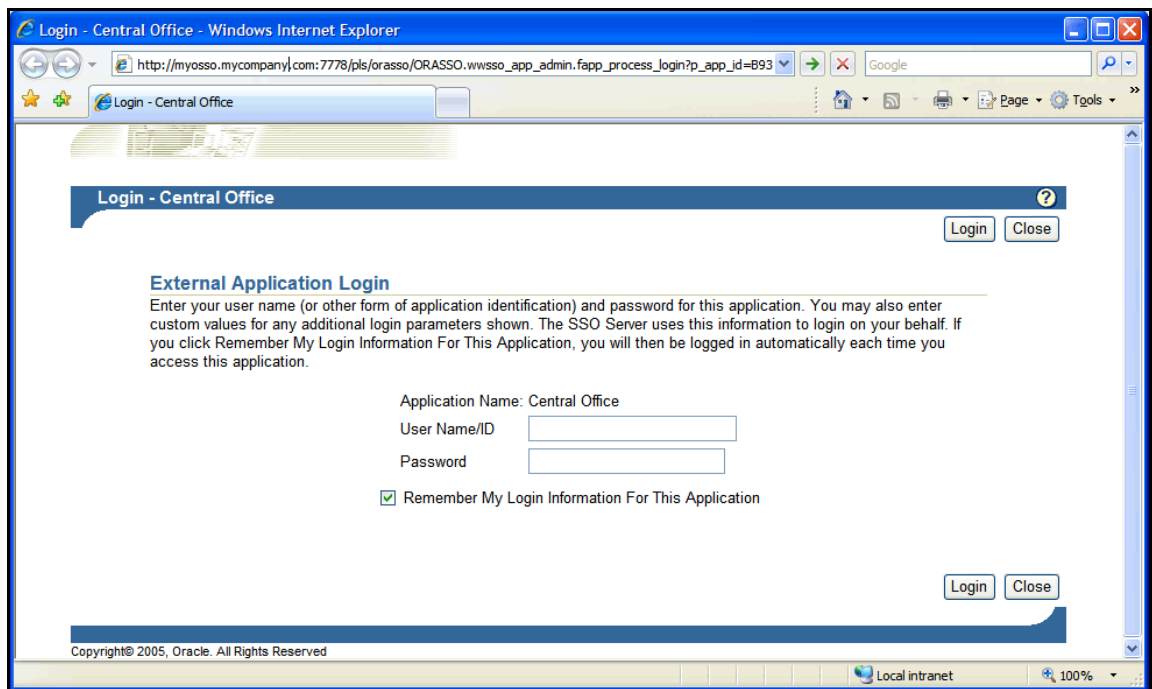 Login - Central Office - Windows Internet Explorer
http://myosso.mycompany.com:7778/pls/orasso/ORASSO.wwsso_app_admin.fapp_process_login?p_app_id=B93
Google
Login - Central Office
Page
Tools
»
Login - Central Office
?
Login Close
External Application Login
Enter your user name (or other form of application identification) and password for this application. You may also enter
custom values for any additional login parameters shown. The SSO Server uses this information to login on your behalf. If
you click Remember My Login Information For This Application, you will then be logged in automatically each time you
access this application.
Application Name: Central Office
User Name/ID
Password
Remember My Login Information For This Application
Login Close
Copyright© 2005, Oracle. All Rights Reserved
Local intranet
100%